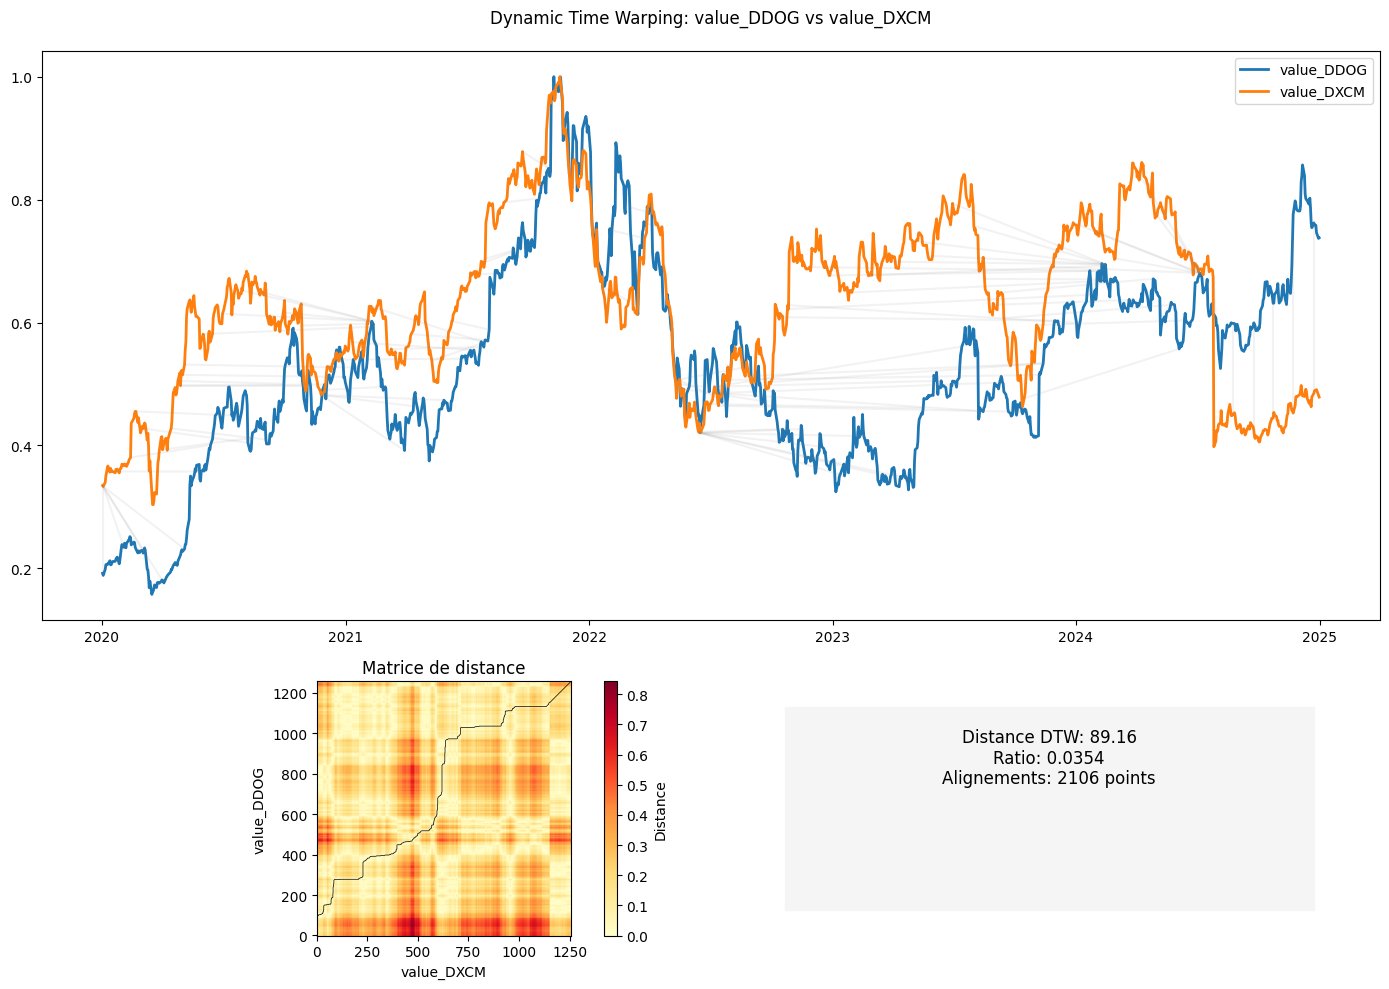 Dynamic Time Warping: value_DDOG vs value_DXCM
value_DDOG
value_DXCM
1.0
0.8
0.6
0.4
0.2
2020 2021 2022 2023 2024 2025
Matrice de distance
1200
1000
800
600
400
200
0
value_DDOG
0 250 500 750 1000 1250
value_DXCM
0.8
0.7
0.6
0.5
0.4
0.3
0.2
0.1
0.0
Distance
Distance DTW: 89.16
Ratio: 0.0354
Alignements: 2106 points